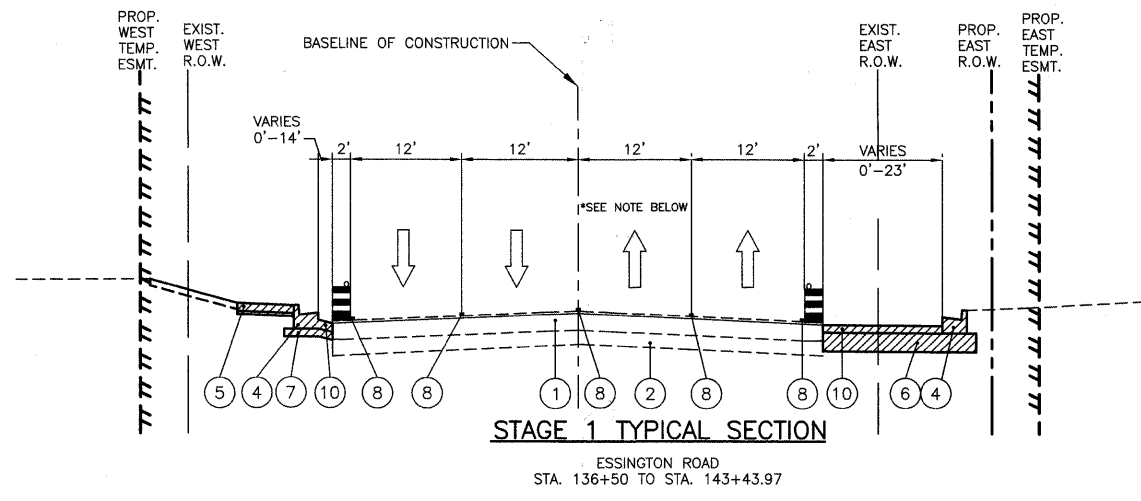 PROP.
WEST
TEMP.
ESMT.
EXIST.
WEST
R.O.W.
BASELINE OF CONSTRUCTION
EXIST.
EAST
R.O.W.
PROP.
EAST
R.O.W.
PROP.
EAST
TEMP.
ESMT.
VARIES
0'-14'
2'
12'
12'
12'
12'
2'
VARIES
0'-23'
*SEE NOTE BELOW
5
4
7
10
8
8
1
8
2
8
8
10
6
4
STAGE 1 TYPICAL SECTION
ESSINGTON ROAD
STA. 136+50 TO STA. 143+43.97